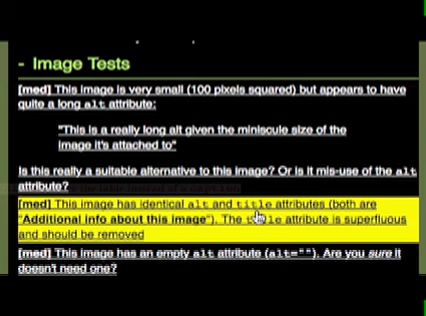 - Image Tests
[med] This image is very small (100 pixels squared) but appears to have
quite a long alt attribute:
"This is a really long alt given the miniscule size of the
image it's attached to"
Is this really a suitable alternative to this image? Or is it mis-use of the alt
attribute?
[med] This image has identical alt and title attributes (both are
"Additional info about this image"). The title attribute is superfluous
and should be removed
[med] This image has an empty alt attribute (alt=""). Are you sure it
doesn't need one?